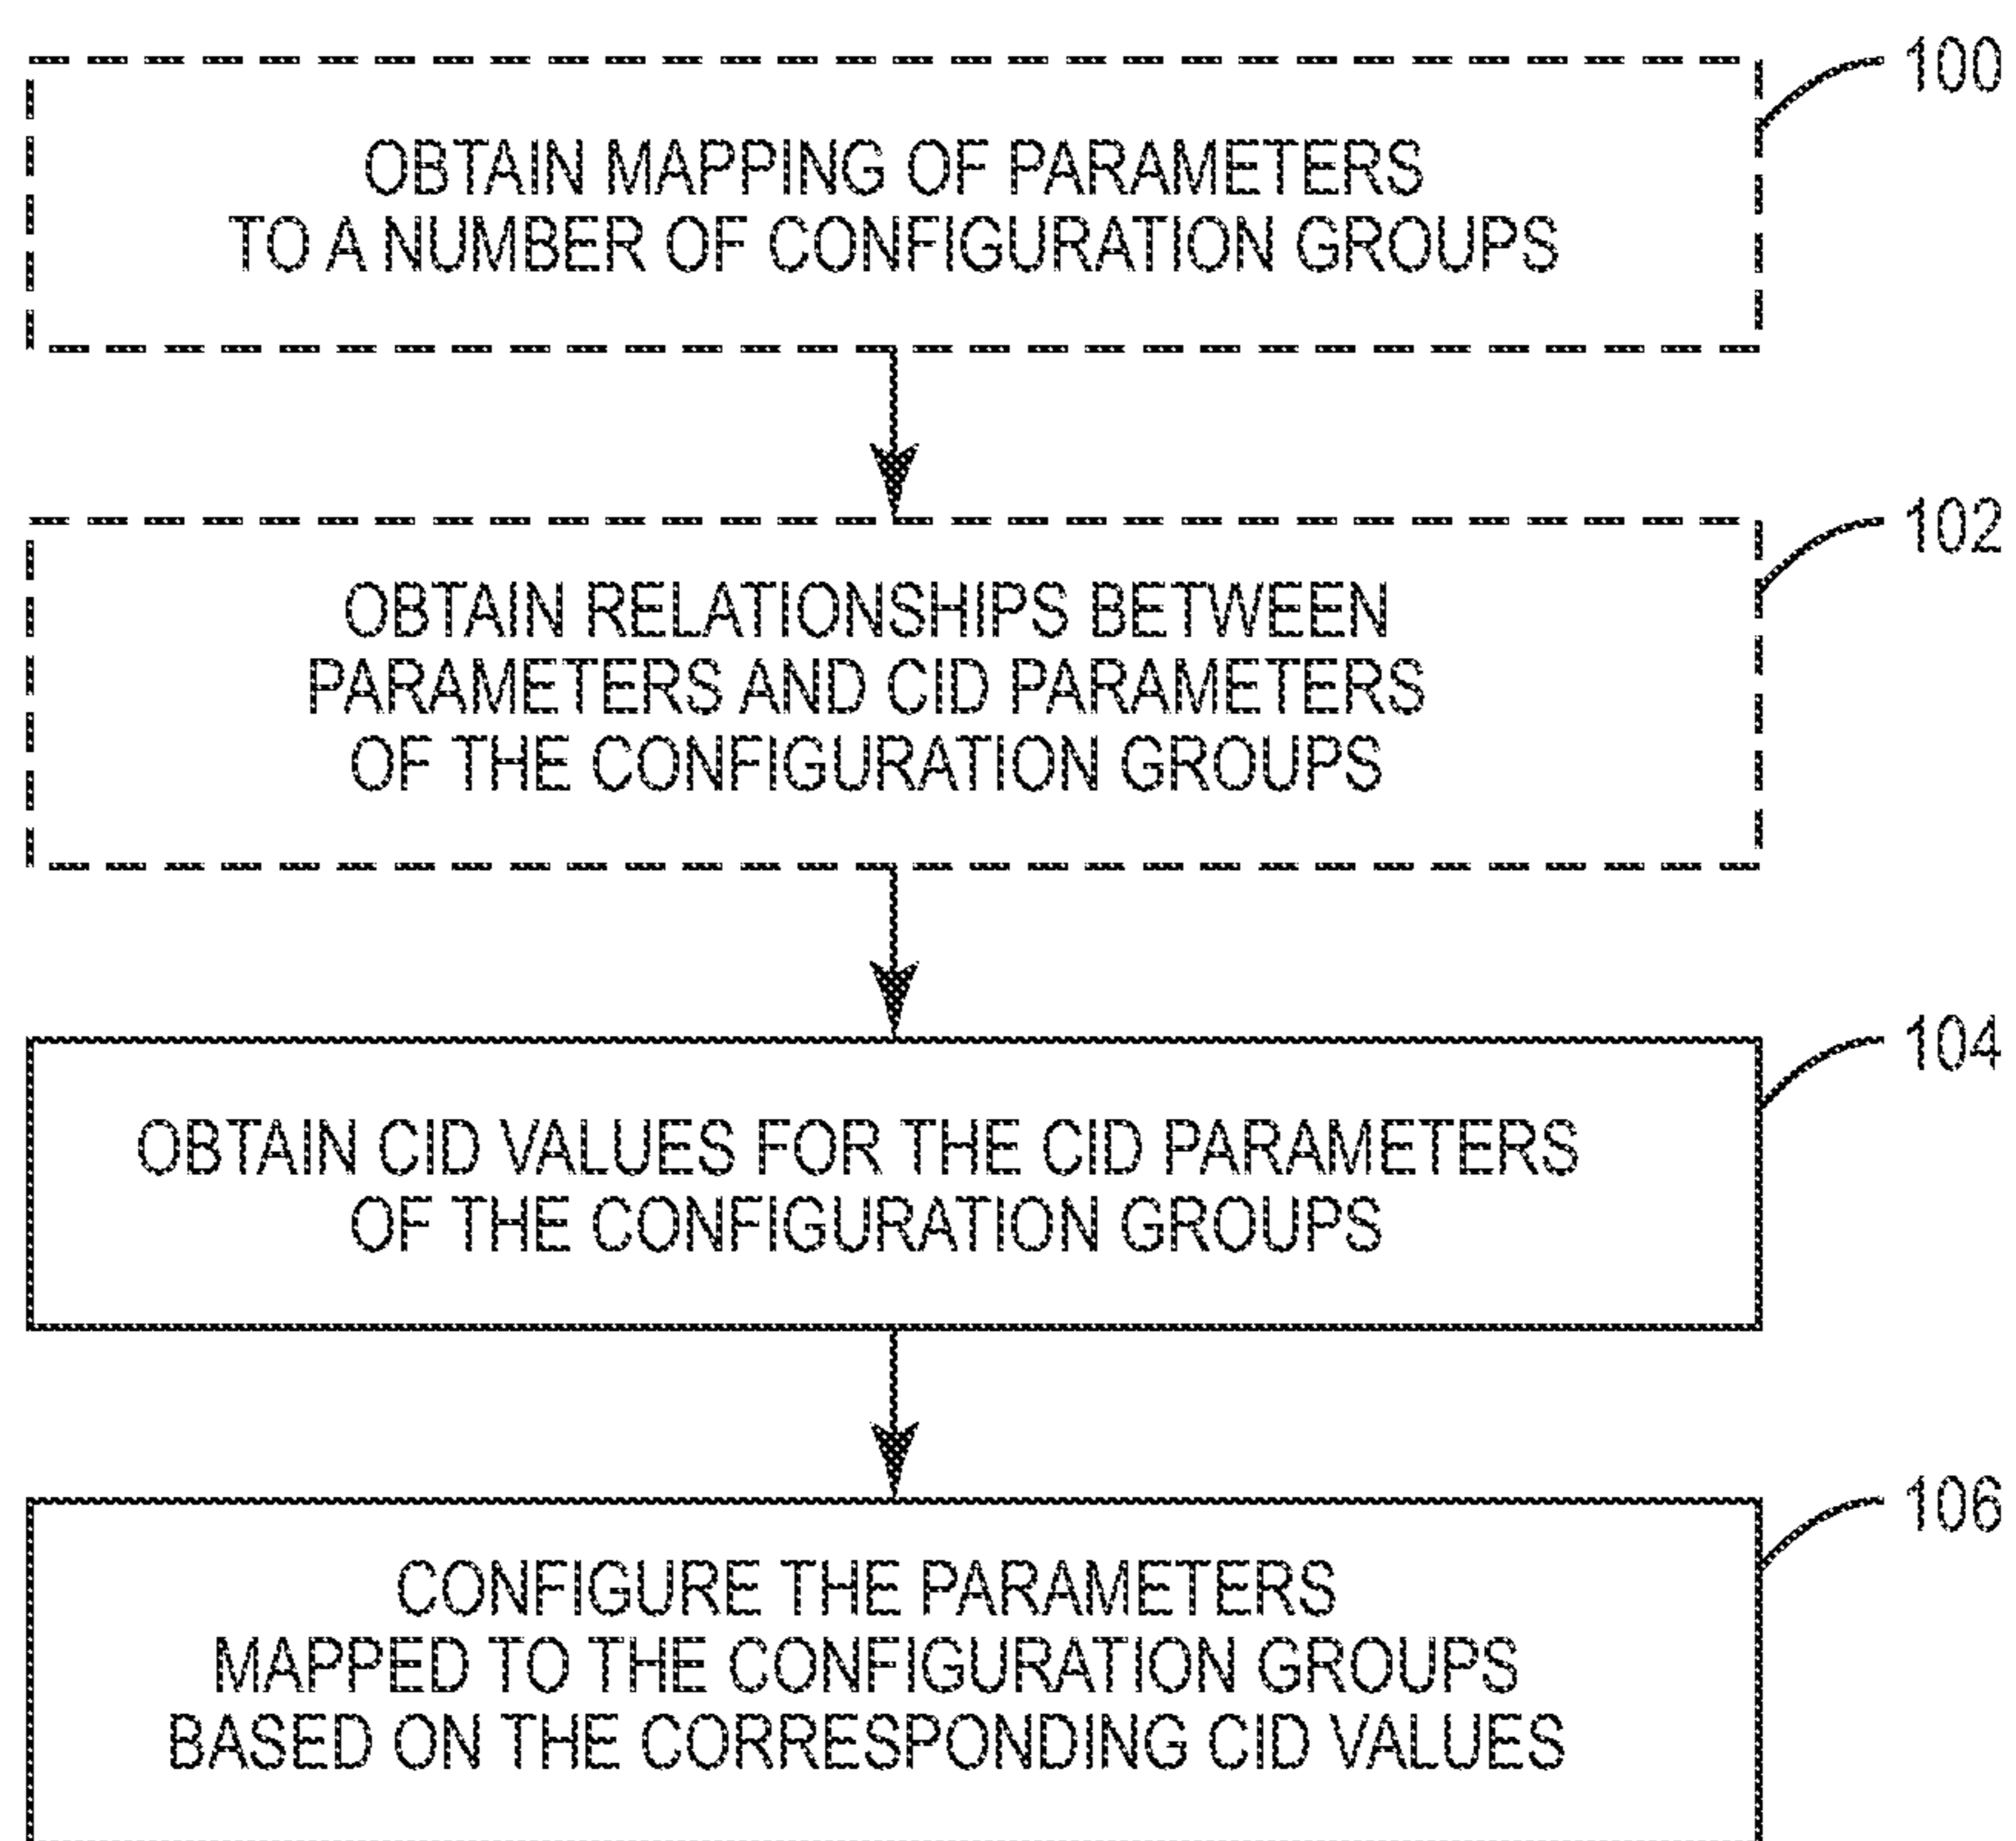 100
OBTAIN MAPPING OF PARAMETERS
TO A NUMBER OF CONFIGURATION GROUPS
102
OBTAIN RELATIONSHIPS BETWEEN
PARAMETERS AND CID PARAMETERS
OF THE CONFIGURATION GROUPS
104
OBTAIN CID VALUES FOR THE CID PARAMETERS
OF THE CONFIGURATION GROUPS
106
CONFIGURE THE PARAMETERS
MAPPED TO THE CONFIGURATION GROUPS
BASED ON THE CORRESPONDING CID VALUES